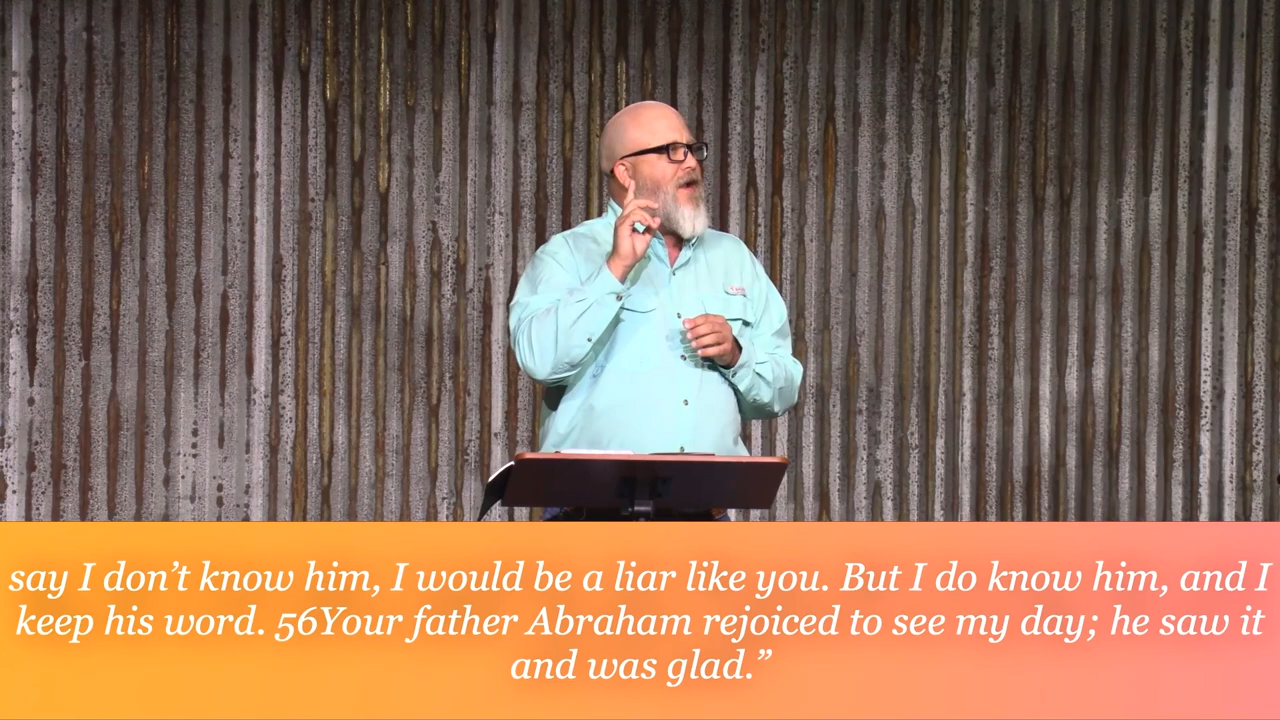 say I don’t know him, I would be a liar like you. But I do know him, and I
keep his word. 56Your father Abraham rejoiced to see my day; he saw it
and was glad.”